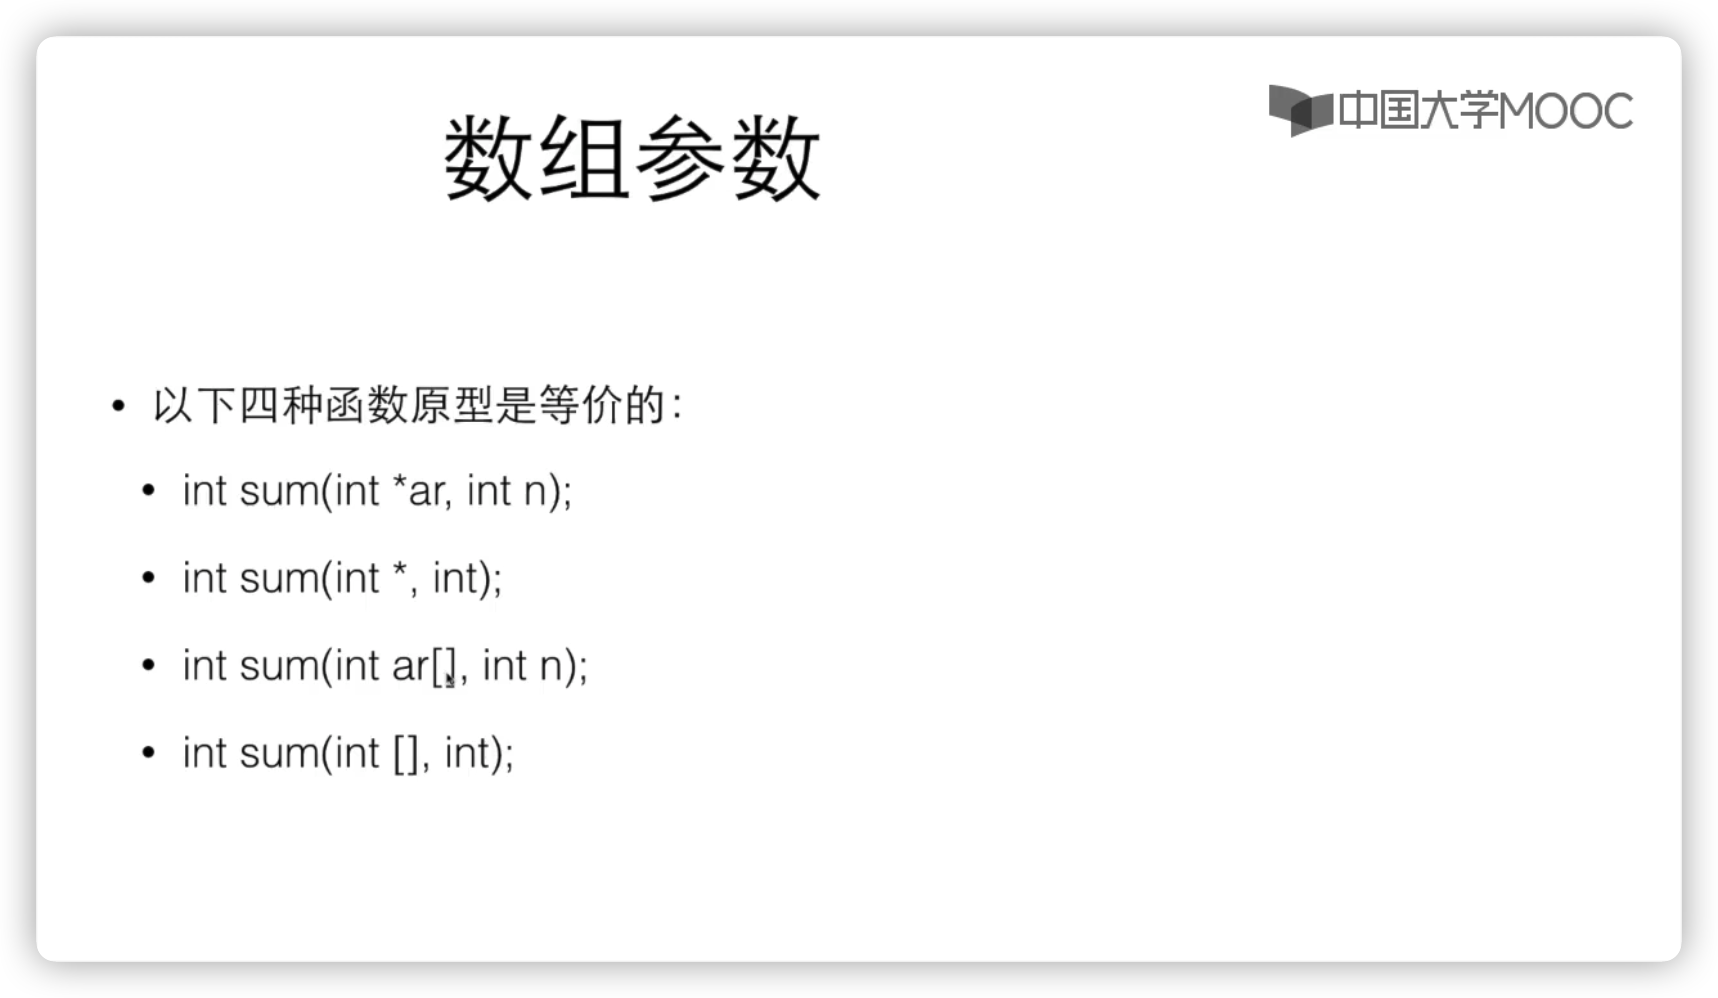 中国大学MOOC
数组参数
• 以下四种函数原型是等价的：
• int sum(int *ar, int n);
• int sum(int *, int);
• int sum(int ar[], int n);
• int sum(int [], int);